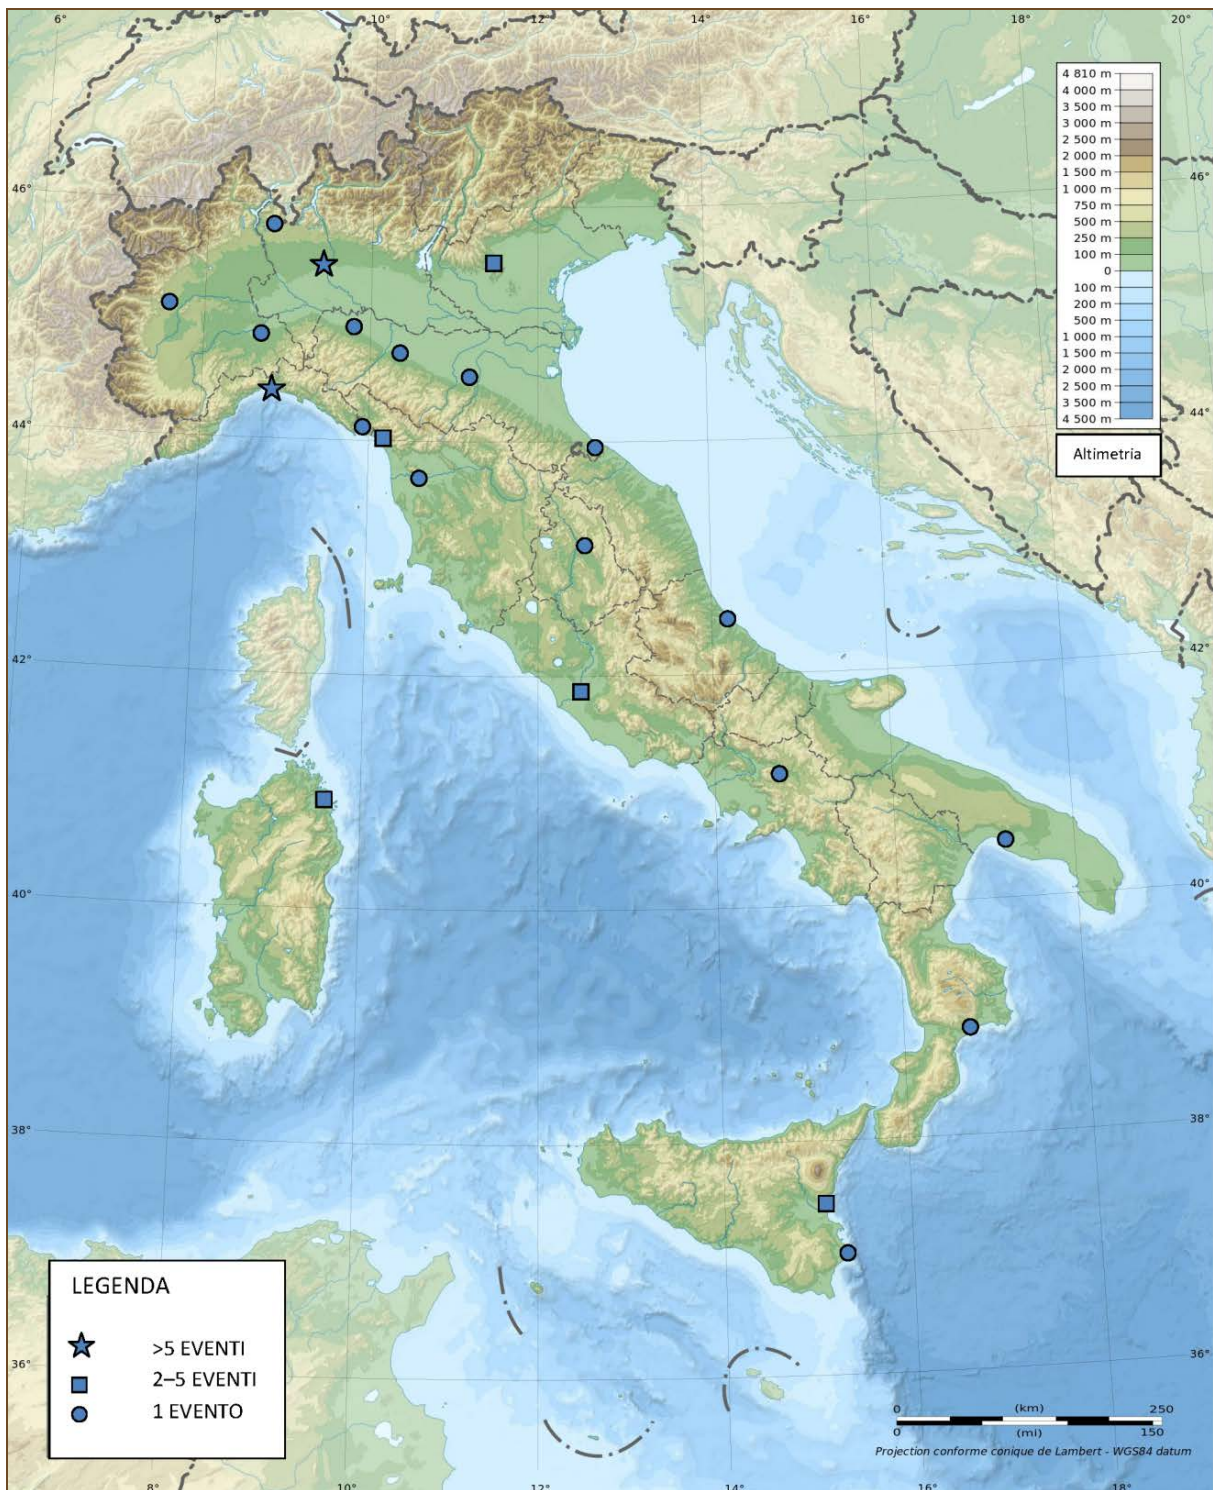 8° 10° 12° 14° 16° 18° 20°
6°
4 810 m
4 000 m
3 500 m
3 000 m
2 500 m
2 000 m
1 500 m
1 000 m
750 m
500 m
250 m
100 m
0
100 m
200 m
500 m
1 000 m
1 500 m
2 000 m
2 500 m
3 500 m
4 500 m
Altimetria
46° 46°
44° 44°
42° 42°
40° 40°
38° 38°
36° 36°
LEGENDA
>5 EVENTI
2–5 EVENTI
1 EVENTO
0 (km) 250
0 (mi) 150
Projection conforme conique de Lambert - WGS84 datum
8° 10° 12° 14° 16° 18°